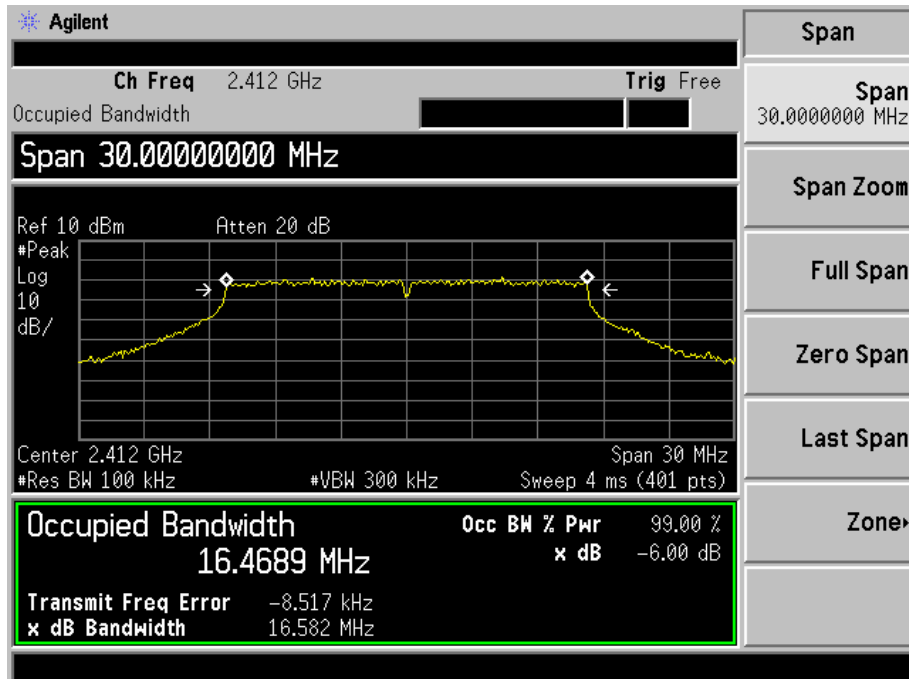 Agilent
Span
Ch Freq 2.412 GHz Trig Free
Occupied Bandwidth
Span
30.0000000 MHz
Span 30.00000000 MHz
Span Zoom
Ref 10 dBm Atten 20 dB
#Peak
Log
10
dB/
Full Span
Zero Span
Last Span
Center 2.412 GHz Span 30 MHz
#Res BW 100 kHz #VBW 300 kHz Sweep 4 ms (401 pts)
Occupied Bandwidth Occ BW % Pwr 99.00 %
16.4689 MHz x dB -6.00 dB
Zone
Transmit Freq Error -8.517 kHz
x dB Bandwidth 16.582 MHz